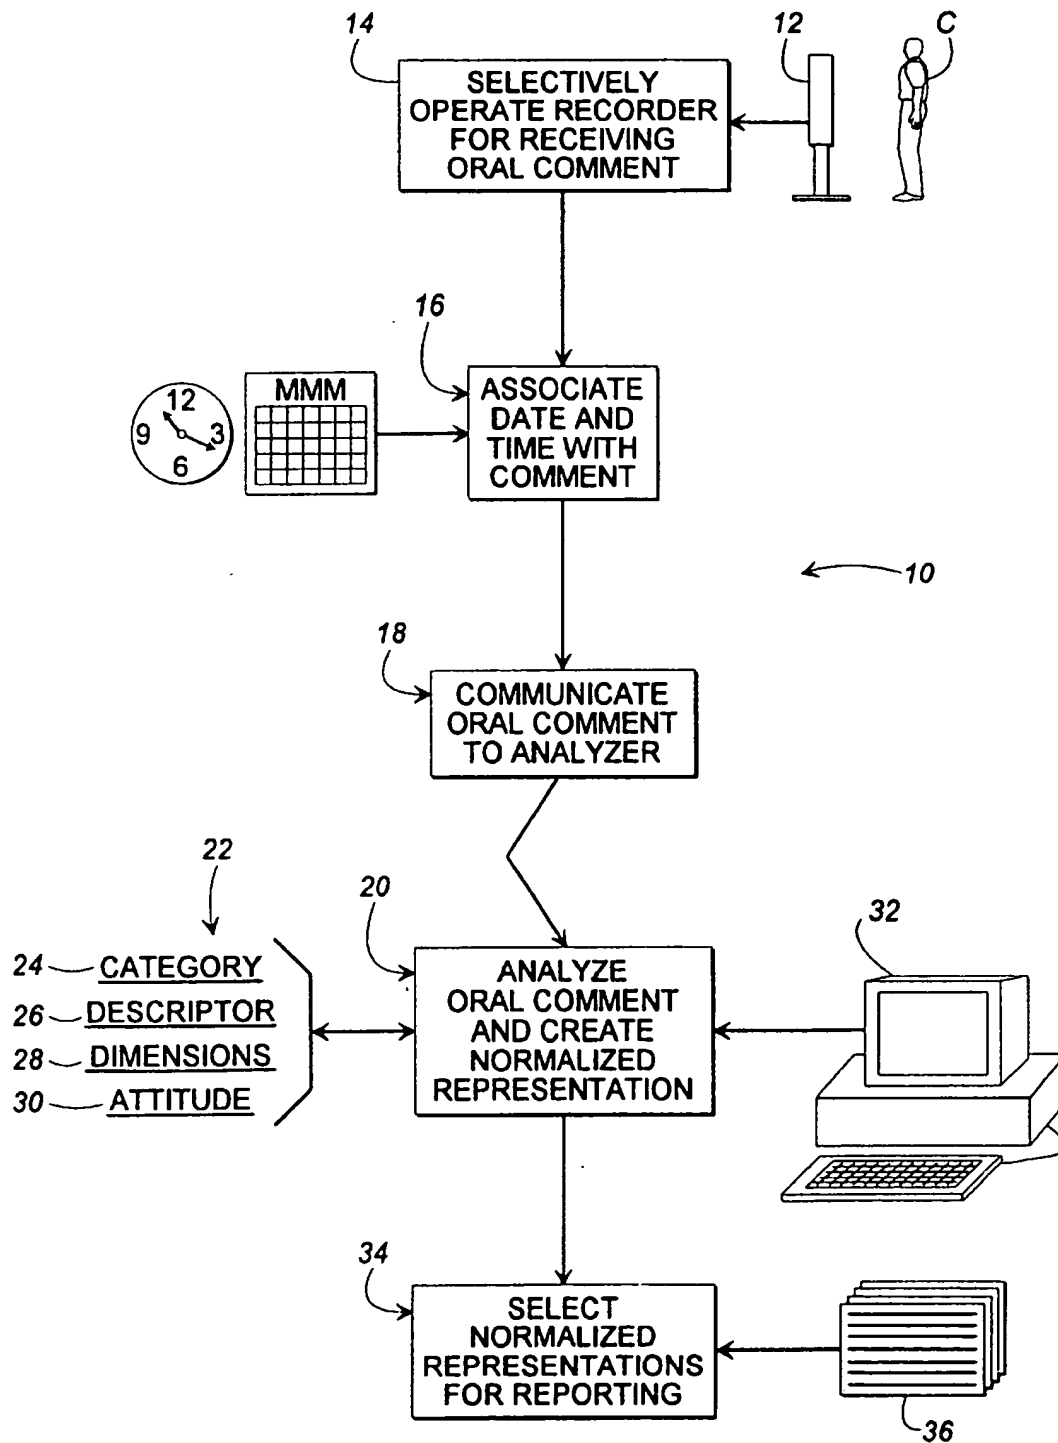 14
12
C
SELECTIVELY
OPERATE RECORDER
FOR RECEIVING
ORAL COMMENT
16
12
9
3
6
MMM
ASSOCIATE
DATE AND
TIME WITH
COMMENT
10
18
COMMUNICATE
ORAL COMMENT
TO ANALYZER
22
24 CATEGORY
26 DESCRIPTOR
28 DIMENSIONS
30 ATTITUDE
20
ANALYZE
ORAL COMMENT
AND CREATE
NORMALIZED
REPRESENTATION
32
34
SELECT
NORMALIZED
REPRESENTATIONS
FOR REPORTING
36